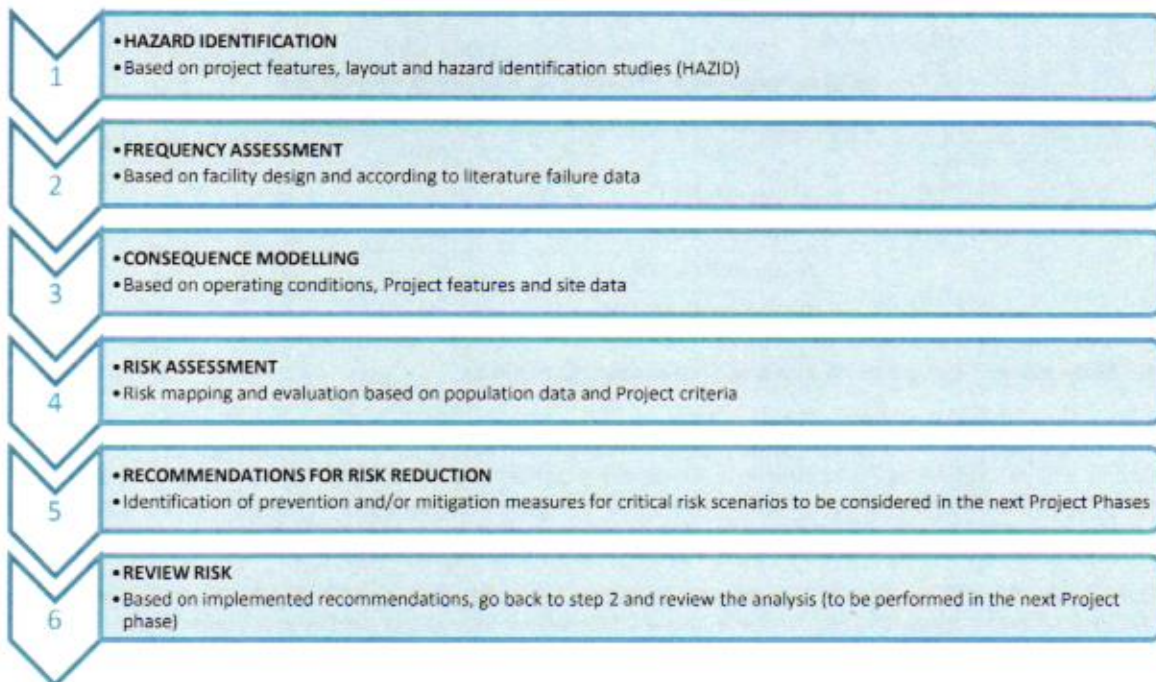 1
• HAZARD IDENTIFICATION
• Based on project features, layout and hazard identification studies (HAZID)
2
• FREQUENCY ASSESSMENT
• Based on facility design and according to literature failure data
3
• CONSEQUENCE MODELLING
• Based on operating conditions, Project features and site data
4
• RISK ASSESSMENT
• Risk mapping and evaluation based on population data and Project criteria
5
• RECOMMENDATIONS FOR RISK REDUCTION
• Identification of prevention and/or mitigation measures for critical risk scenarios to be considered in the next Project Phases
6
• REVIEW RISK
• Based on implemented recommendations, go back to step 2 and review the analysis (to be performed in the next Project
phase)